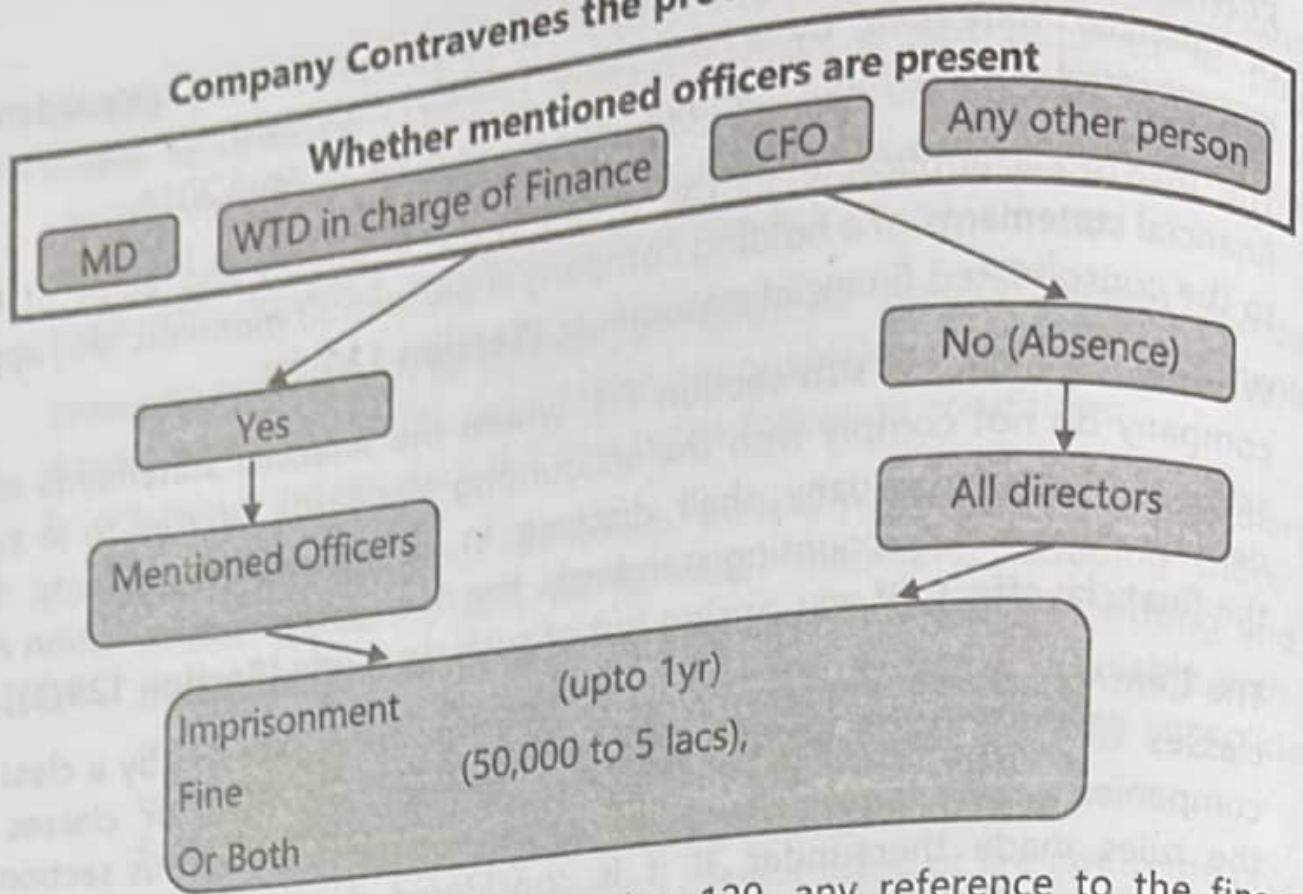 Company Contravenes the
Whether mentioned officers are present
MD
WTD in charge of Finance
CFO
Any other person
Yes
No (Absence)
Mentioned Officers
All directors
Imprisonment (upto 1yr)
Fine (50,000 to 5 lacs),
Or Both
129, any reference to the